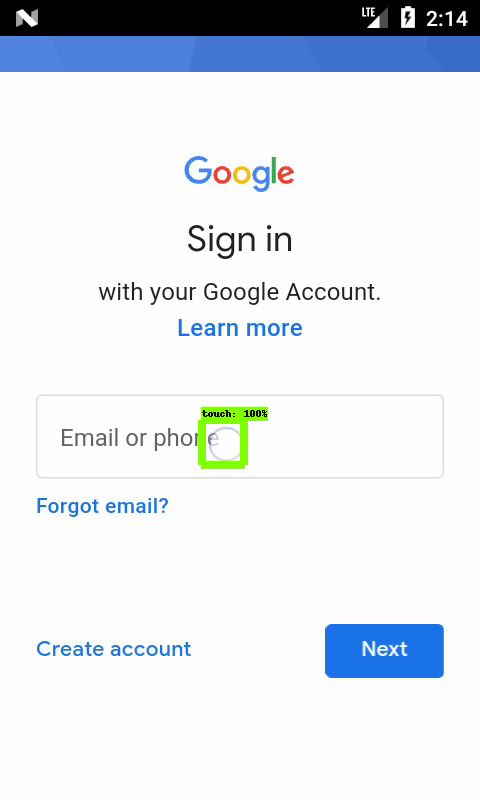 LTE 2:14
Google
Sign in
with your Google Account.
Learn more
touch: 100%
Email or phone
Forgot email?
Create account
Next